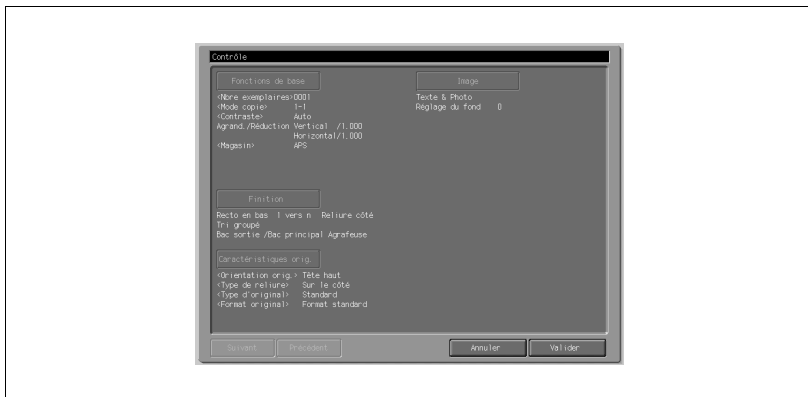 Contrôle
Fonctions de base
<Nbre exemplaires>0001
<Mode copie> 1-1
<Contraste> Auto
Agrand./Réduction Vertical /1.000
Horizontal/1.000
<Magasin> APS
Image
Texte & Photo
Réglage du fond 0
Finition
Recto en bas 1 vers n Reliure côté
Tri groupé
Bac sortie /Bac principal Agrafeuse
Caractéristiques orig.
<Orientation orig.> Tête haut
<Type de reliure> Sur le côté
<Type d'original> Standard
<Format original> Format standard
Suivant Précédent Annuler Valider